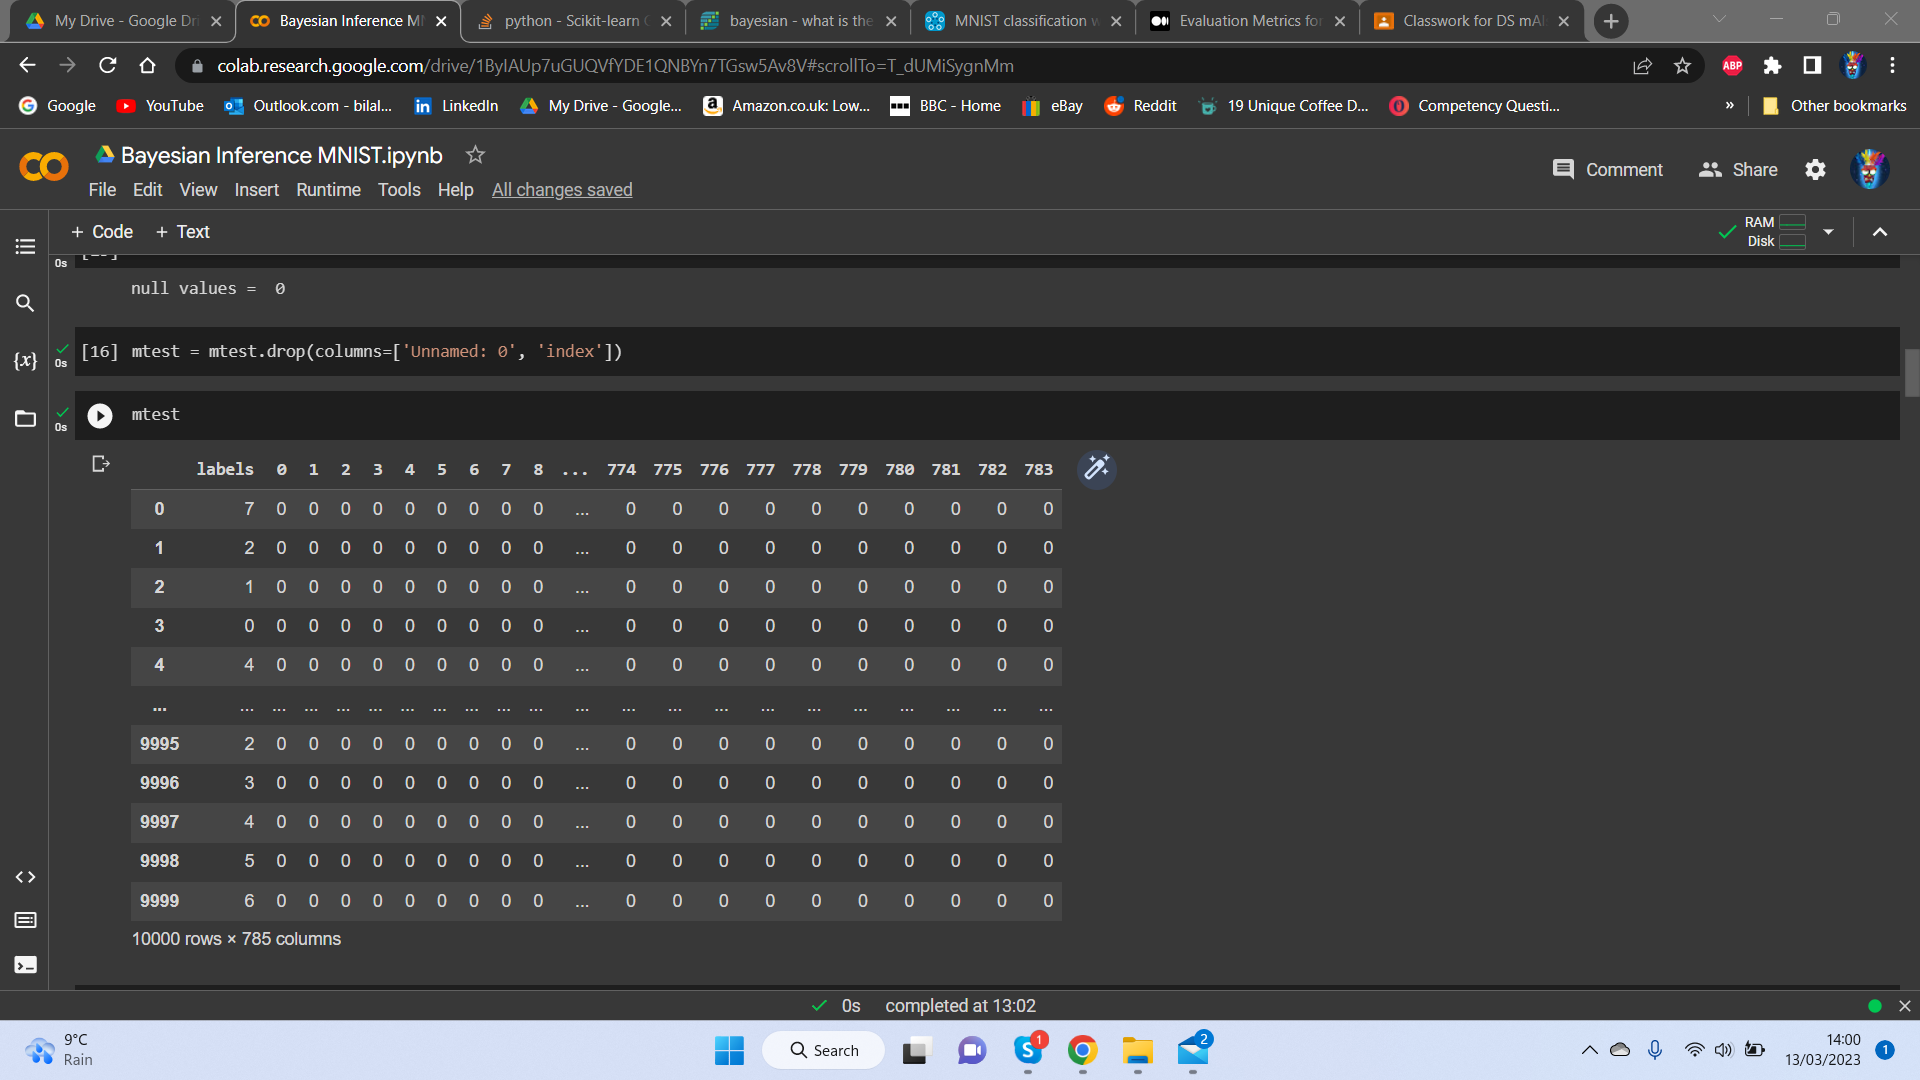 My Drive - Google Dri
Bayesian Inference MN
python - Scikit-learn
bayesian - what is the
MNIST classification w
Evaluation Metrics for
Classwork for DS mAI
colab.research.google.com/drive/1BylAUp7uGUQVfYDE1QNBYn7TGsw5Av8V#scrollTo=T_dUMiSygnMm
ABP
Google YouTube Outlook.com - bilal... LinkedIn My Drive - Google... Amazon.co.uk: Low... BBC - Home eBay Reddit 19 Unique Coffee D... Competency Questi... » Other bookmarks
Bayesian Inference MNIST.ipynb
Comment Share
File Edit View Insert Runtime Tools Help All changes saved
+ Code + Text
RAM
Disk
0s
null values = 0
[16] mtest = mtest.drop(columns=['Unnamed: 0', 'index'])
0s
mtest
0s
labels 0 1 2 3 4 5 6 7 8 ... 774 775 776 777 778 779 780 781 782 783
0 7 0 0 0 0 0 0 0 0 0 ... 0 0 0 0 0 0 0 0 0 0
1 2 0 0 0 0 0 0 0 0 0 ... 0 0 0 0 0 0 0 0 0 0
2 1 0 0 0 0 0 0 0 0 0 ... 0 0 0 0 0 0 0 0 0 0
3 0 0 0 0 0 0 0 0 0 0 ... 0 0 0 0 0 0 0 0 0 0
4 4 0 0 0 0 0 0 0 0 0 ... 0 0 0 0 0 0 0 0 0 0
... ... ... ... ... ... ... ... ... ... ... ... ... ... ... ... ... ... ... ... ... ... ...
9995 2 0 0 0 0 0 0 0 0 0 ... 0 0 0 0 0 0 0 0 0 0
9996 3 0 0 0 0 0 0 0 0 0 ... 0 0 0 0 0 0 0 0 0 0
9997 4 0 0 0 0 0 0 0 0 0 ... 0 0 0 0 0 0 0 0 0 0
9998 5 0 0 0 0 0 0 0 0 0 ... 0 0 0 0 0 0 0 0 0 0
9999 6 0 0 0 0 0 0 0 0 0 ... 0 0 0 0 0 0 0 0 0 0
10000 rows × 785 columns
0s completed at 13:02
9°C
Rain
Search
1
2
14:00
13/03/2023
1